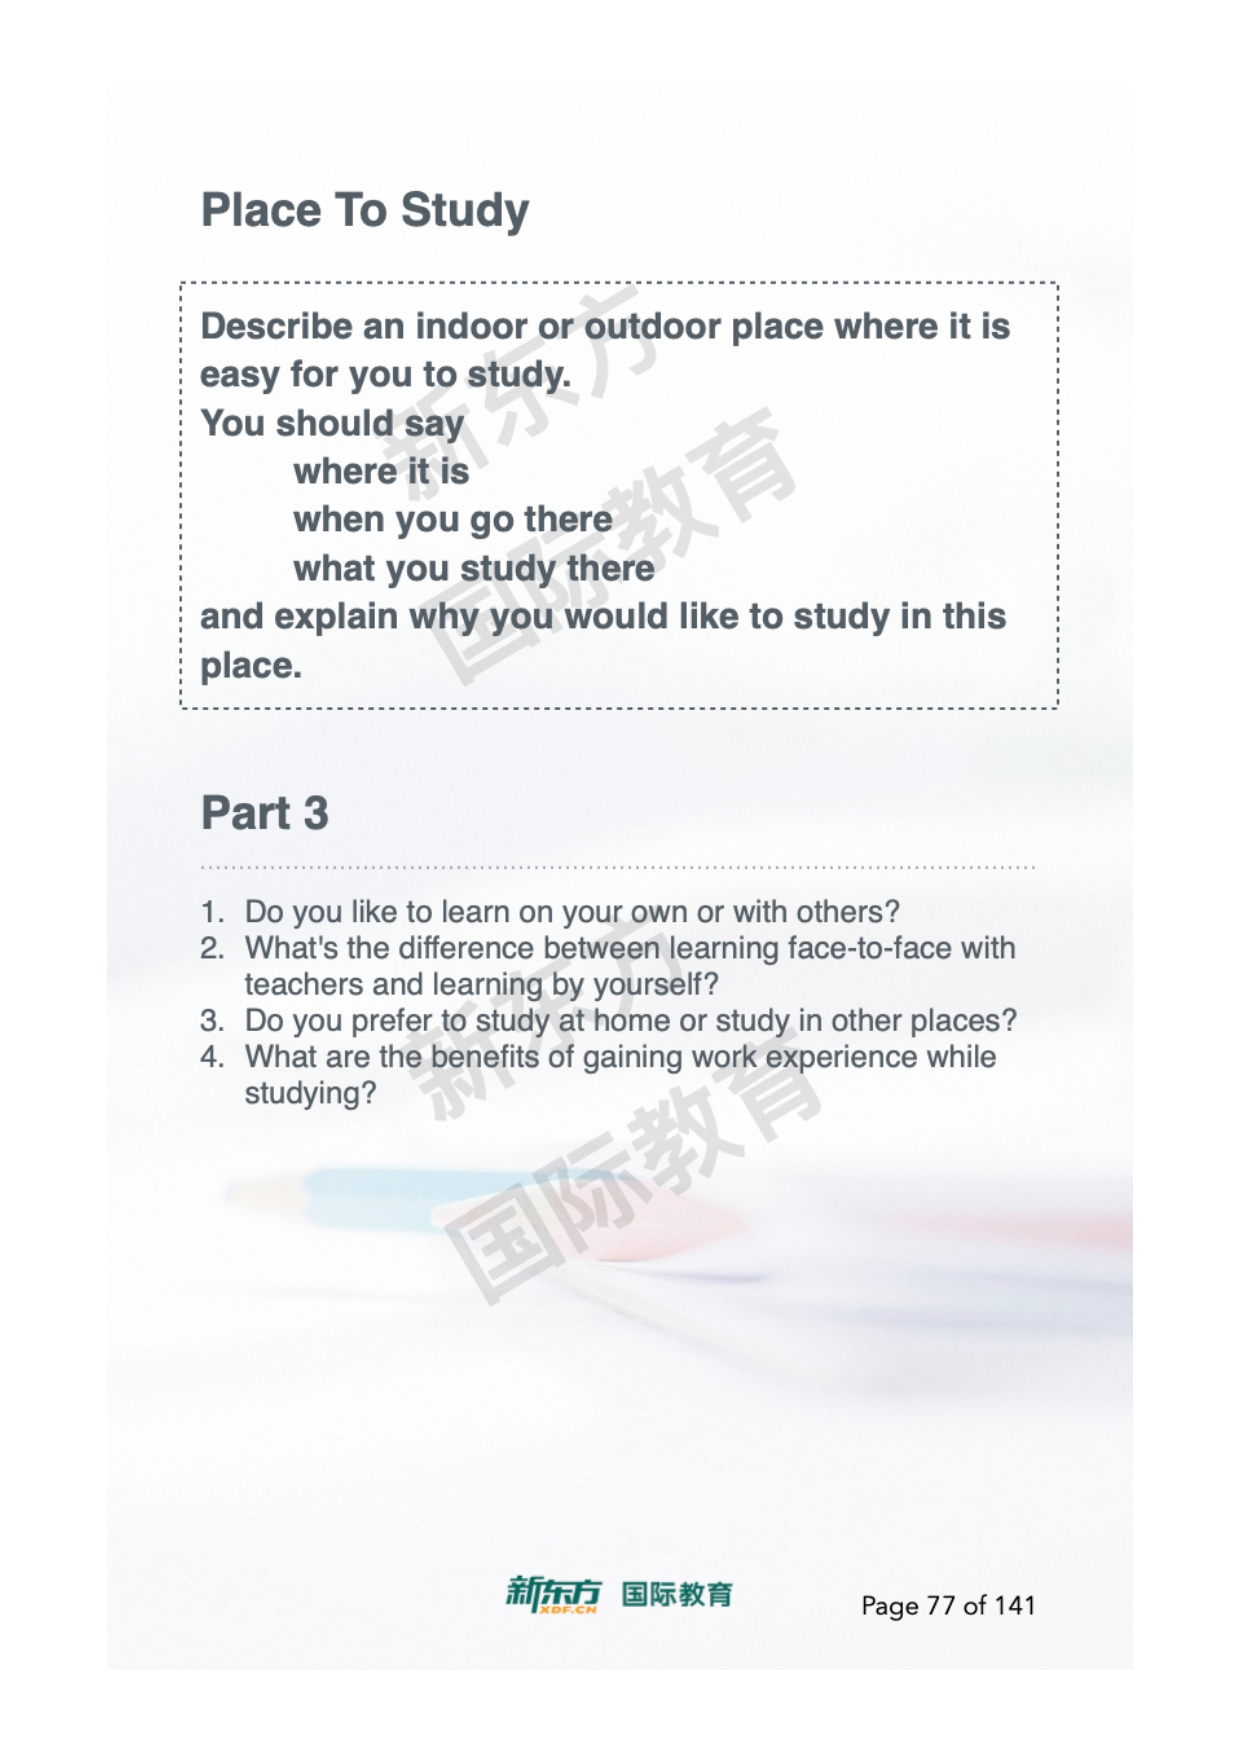 Place To Study
Describe an indoor or outdoor place where it is
easy for you to study.
You should say
where it is
when you go there
what you study there
and explain why you would like to study in this
place.
新东方
国际教育
Part 3
1. Do you like to learn on your own or with others?
2. What's the difference between learning face-to-face with
teachers and learning by yourself?
3. Do you prefer to study at home or study in other places?
4. What are the benefits of gaining work experience while
studying?
新东方
国际教育
新东方 国际教育
XDF.CN
Page 77 of 141